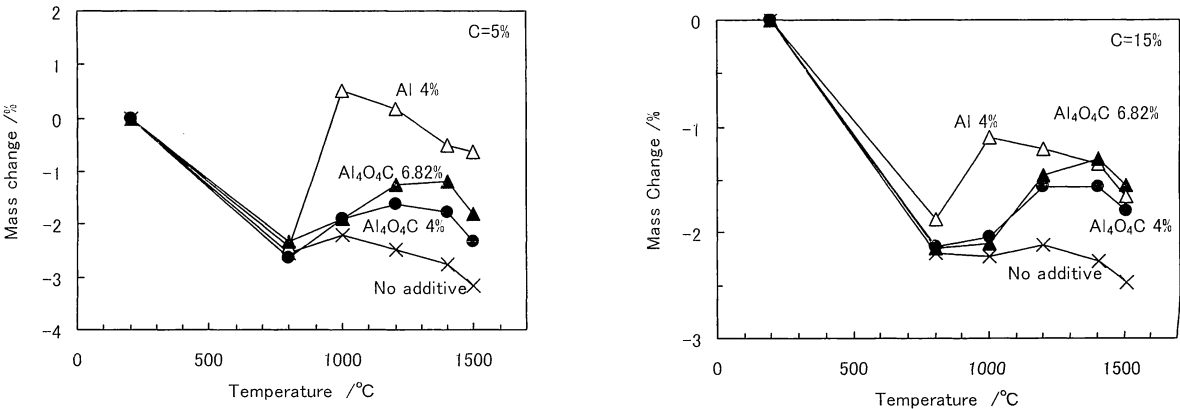 2
C=5%
1
Al 4%
0
Mass change /%
-1
Al₄O₄C 6.82%
-2
Al₄O₄C 4%
-3
No additive
-4
0
500
1000
1500
Temperature /°C
0
C=15%
Al₄O₄C 6.82%
-1
Al 4%
Mass Change /%
-2
Al₄O₄C 4%
No additive
-3
0
500
1000
1500
Temperature /°C